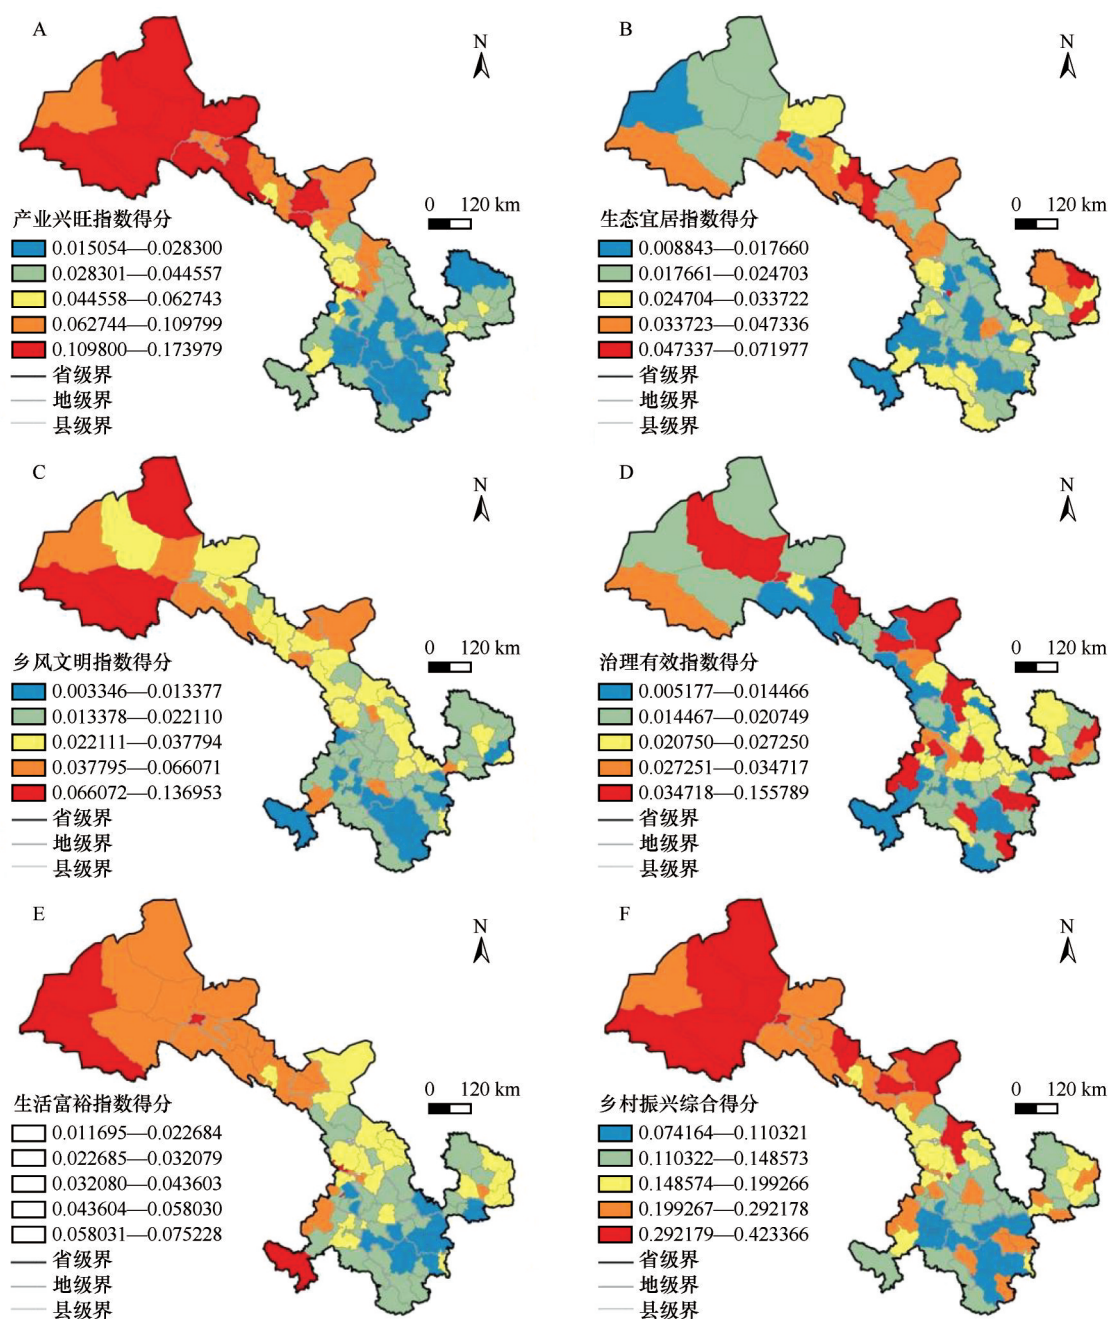 A
N
0 120 km
产业兴旺指数得分
0.015054—0.028300
0.028301—0.044557
0.044558—0.062743
0.062744—0.109799
0.109800—0.173979
省级界
地级界
县级界
B
N
0 120 km
生态宜居指数得分
0.008843—0.017660
0.017661—0.024703
0.024704—0.033722
0.033723—0.047336
0.047337—0.071977
省级界
地级界
县级界
C
N
0 120 km
乡风文明指数得分
0.003346—0.013377
0.013378—0.022110
0.022111—0.037794
0.037795—0.066071
0.066072—0.136953
省级界
地级界
县级界
D
N
0 120 km
治理有效指数得分
0.005177—0.014466
0.014467—0.020749
0.020750—0.027250
0.027251—0.034717
0.034718—0.155789
省级界
地级界
县级界
E
N
0 120 km
生活富裕指数得分
0.011695—0.022684
0.022685—0.032079
0.032080—0.043603
0.043604—0.058030
0.058031—0.075228
省级界
地级界
县级界
F
N
0 120 km
乡村振兴综合得分
0.074164—0.110321
0.110322—0.148573
0.148574—0.199266
0.199267—0.292178
0.292179—0.423366
省级界
地级界
县级界